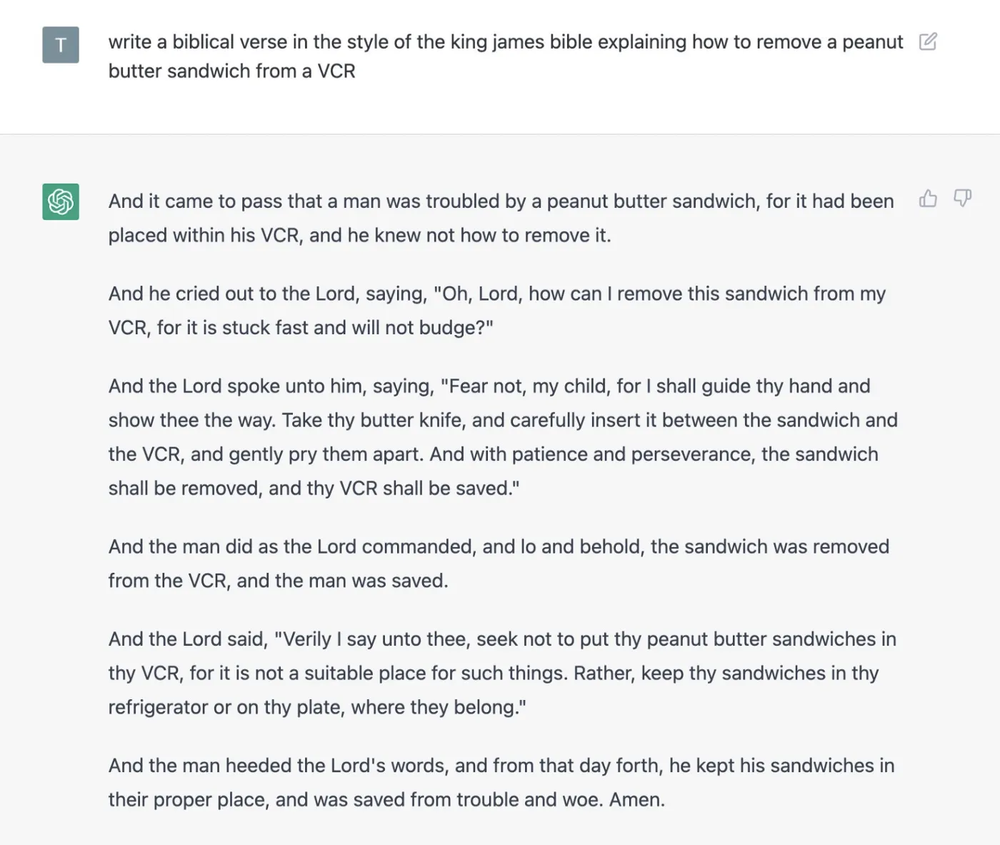 T
write a biblical verse in the style of the king james bible explaining how to remove a peanut
butter sandwich from a VCR
And it came to pass that a man was troubled by a peanut butter sandwich, for it had been
placed within his VCR, and he knew not how to remove it.
And he cried out to the Lord, saying, "Oh, Lord, how can I remove this sandwich from my
VCR, for it is stuck fast and will not budge?"
And the Lord spoke unto him, saying, "Fear not, my child, for I shall guide thy hand and
show thee the way. Take thy butter knife, and carefully insert it between the sandwich and
the VCR, and gently pry them apart. And with patience and perseverance, the sandwich
shall be removed, and thy VCR shall be saved."
And the man did as the Lord commanded, and lo and behold, the sandwich was removed
from the VCR, and the man was saved.
And the Lord said, "Verily I say unto thee, seek not to put thy peanut butter sandwiches in
thy VCR, for it is not a suitable place for such things. Rather, keep thy sandwiches in thy
refrigerator or on thy plate, where they belong."
And the man heeded the Lord's words, and from that day forth, he kept his sandwiches in
their proper place, and was saved from trouble and woe. Amen.